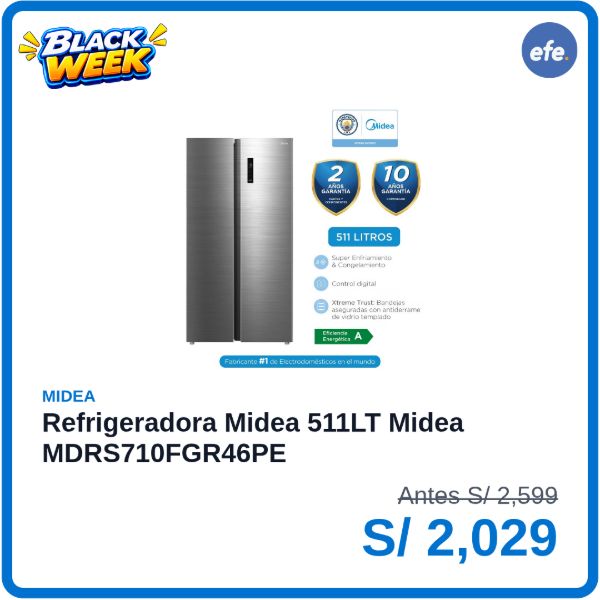 BLACK
WEEK
efe.
Midea
2
AÑOS
GARANTÍA
10
AÑOS
GARANTÍA
511 LITROS
Super Enfriamiento
& Congelamiento
Control digital
Xtreme Trust: Bandejas
aseguradas con antiderrame
de vidrio templado
Eficiencia
Energética
A
Fabricante #1 de Electrodomésticos en el mundo
MIDEA
Refrigeradora Midea 511LT Midea
MDRS710FGR46PE
Antes S/ 2,599
S/ 2,029